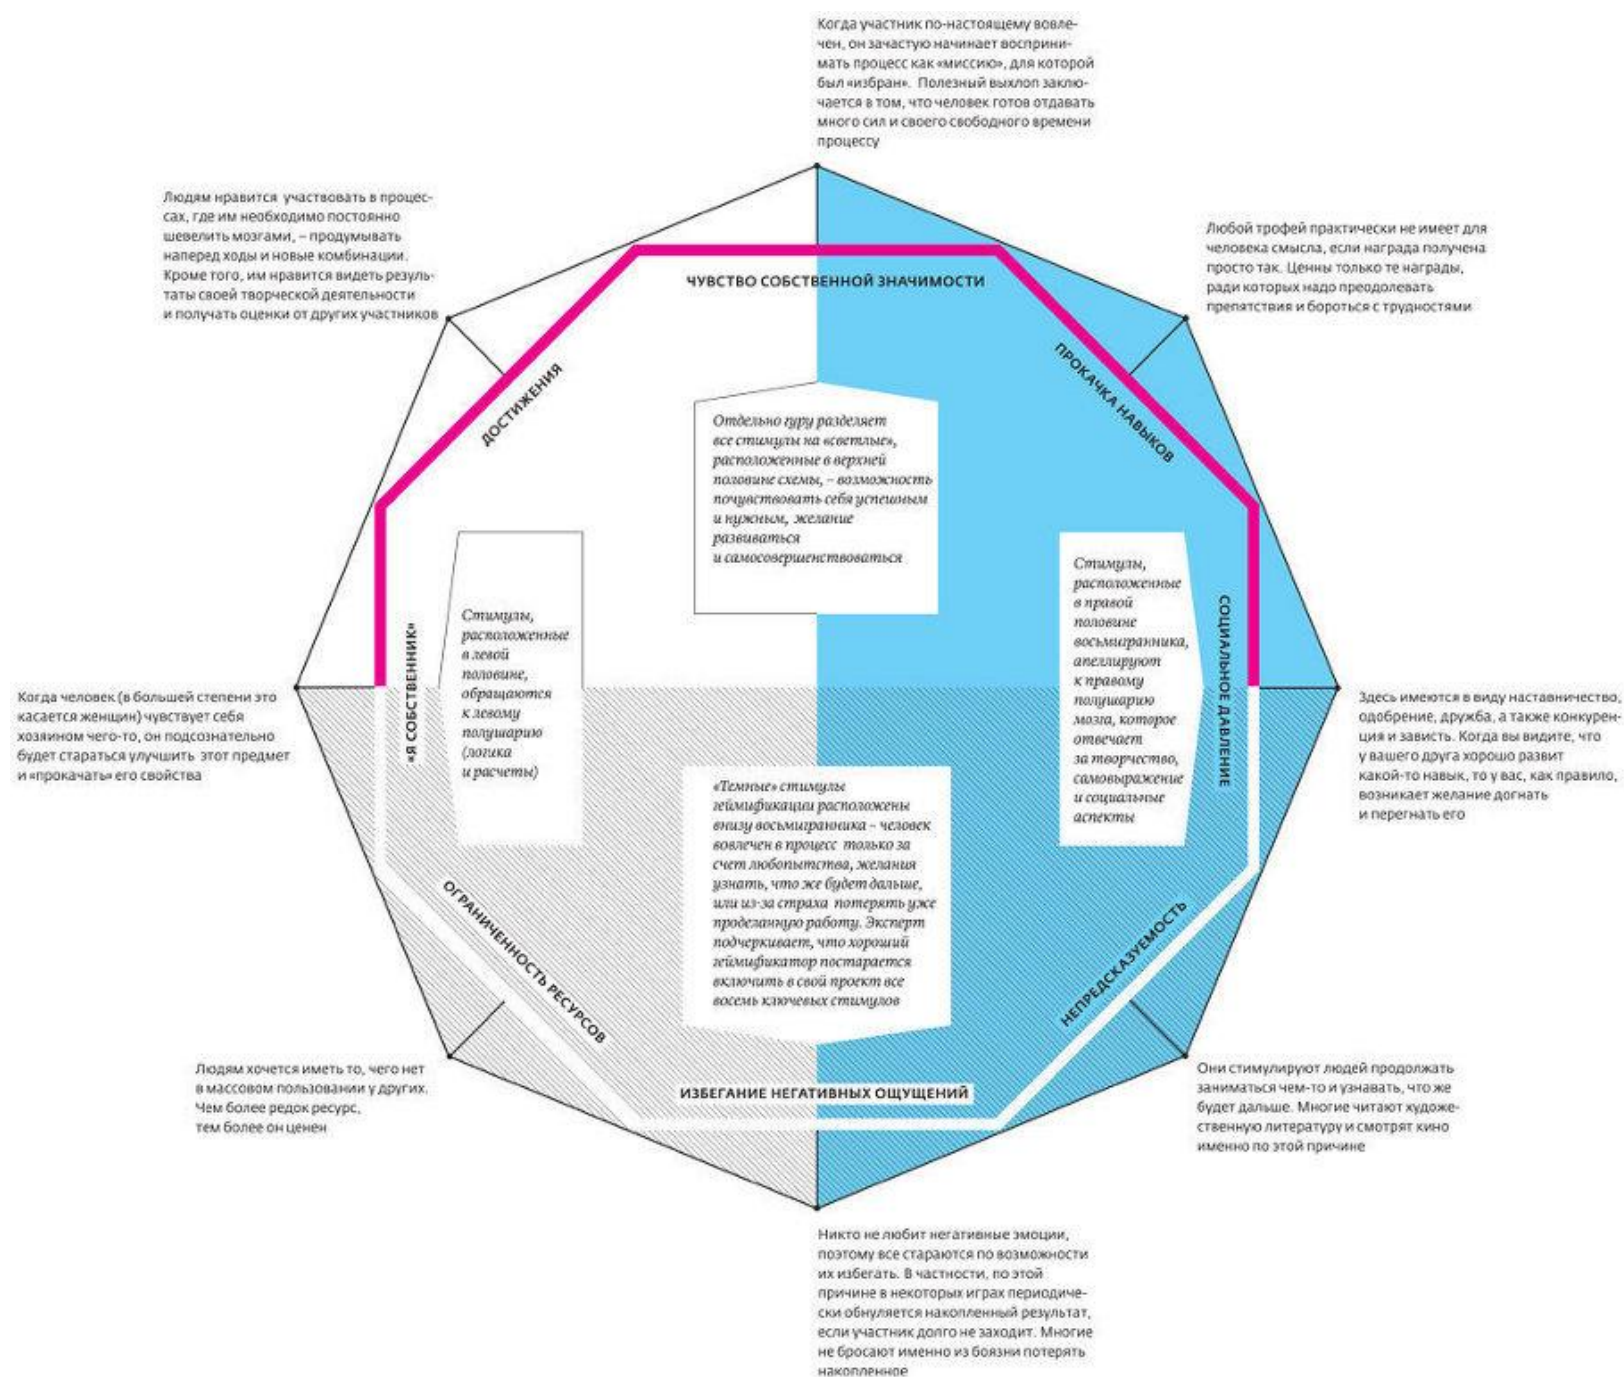 Когда участник по-настоящему вовле-
чен, он зачастую начинает восприни-
мать процесс как «миссию», для которой
был «избран». Полезный выхлоп заклю-
чается в том, что человек готов отдавать
много сил и своего свободного времени
процессу
Людям нравится участвовать в процес-
сах, где им необходимо постоянно
шевелить мозгами, – продумывать
наперед ходы и новые комбинации.
Кроме того, им нравится видеть резуль-
таты своей творческой деятельности
и получать оценки от других участников
Любой трофей практически не имеет для
человека смысла, если награда получена
просто так. Ценны только те награды,
ради которых надо преодолевать
препятствия и бороться с трудностями
ЧУВСТВО СОБСТВЕННОЙ ЗНАЧИМОСТИ
ДОСТИЖЕНИЯ
ПРОКАЧКА НАВЫКОВ
Отдельно гуру разделяет
все стимулы на «светлые»,
расположенные в верхней
половине схемы, – возможность
почувствовать себя успешным
и нужным, желание
развиваться
и самосовершенствоваться
«Я СОБСТВЕННИК»
Стимулы,
расположенные
в левой
половине,
обращаются
к левому
полушарию
(логика
и расчеты)
Стимулы,
расположенные
в правой
половине
восьмигранника,
апеллируют
к правому
полушарию
мозга, которое
отвечает
за творчество,
самовыражение
и социальные
аспекты
СОЦИАЛЬНОЕ ДАВЛЕНИЕ
Когда человек (в большей степени это
касается женщин) чувствует себя
хозяином чего-то, он подсознательно
будет стараться улучшить этот предмет
и «прокачать» его свойства
Здесь имеются в виду наставничество,
одобрение, дружба, а также конкурен-
ция и зависть. Когда вы видите, что
у вашего друга хорошо развит
какой-то навык, то у вас, как правило,
возникает желание догнать
и перегнать его
«Темные» стимулы
геймификации расположены
внизу восьмигранника – человек
вовлечен в процесс только за
счет любопытства, желания
узнать, что же будет дальше,
или из-за страха потерять уже
проделанную работу. Эксперт
подчеркивает, что хороший
геймификатор постарается
включить в свой проект все
восемь ключевых стимулов
ОГРАНИЧЕННОСТЬ РЕСУРСОВ
НЕПРЕДСКАЗУЕМОСТЬ
ИЗБЕГАНИЕ НЕГАТИВНЫХ ОЩУЩЕНИЙ
Людям хочется иметь то, чего нет
в массовом пользовании у других.
Чем более редок ресурс,
тем более он ценен
Они стимулируют людей продолжать
заниматься чем-то и узнавать, что же
будет дальше. Многие читают художе-
ственную литературу и смотрят кино
именно по этой причине
Никто не любит негативные эмоции,
поэтому все стараются по возможности
их избегать. В частности, по этой
причине в некоторых играх периодиче-
ски обнуляется накопленный результат,
если участник долго не заходит. Многие
не бросают именно из боязни потерять
накопленное